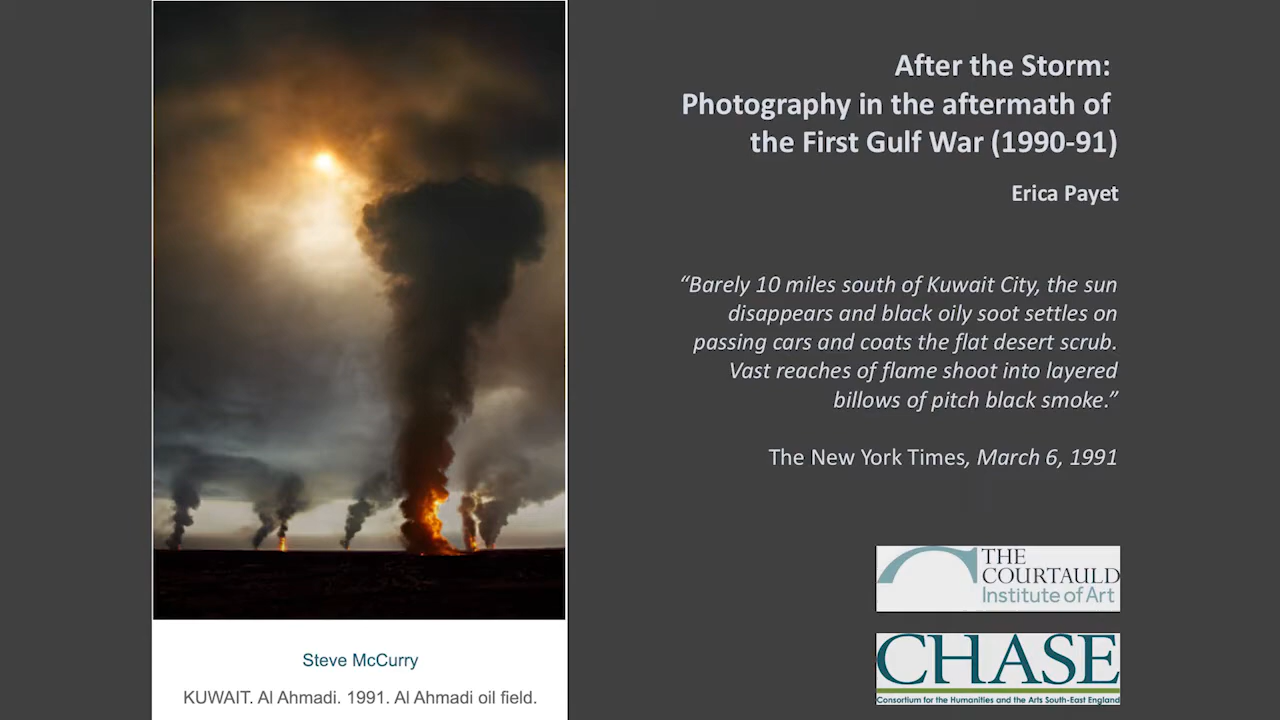 After the Storm:
Photography in the aftermath of
the First Gulf War (1990-91)
Erica Payet
“Barely 10 miles south of Kuwait City, the sun
disappears and black oily soot settles on
passing cars and coats the flat desert scrub.
Vast reaches of flame shoot into layered
billows of pitch black smoke.”
The New York Times, March 6, 1991
THE
COURTAULD
Institute of Art
CHASE
Consortium for the Humanities and the Arts South-East England
Steve McCurry
KUWAIT. Al Ahmadi. 1991. Al Ahmadi oil field.